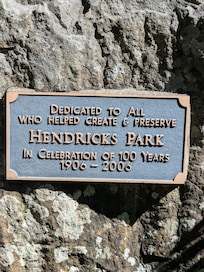 Dedicated to All
who helped create & preserve
Hendricks Park
in Celebration of 100 Years
1906 – 2006